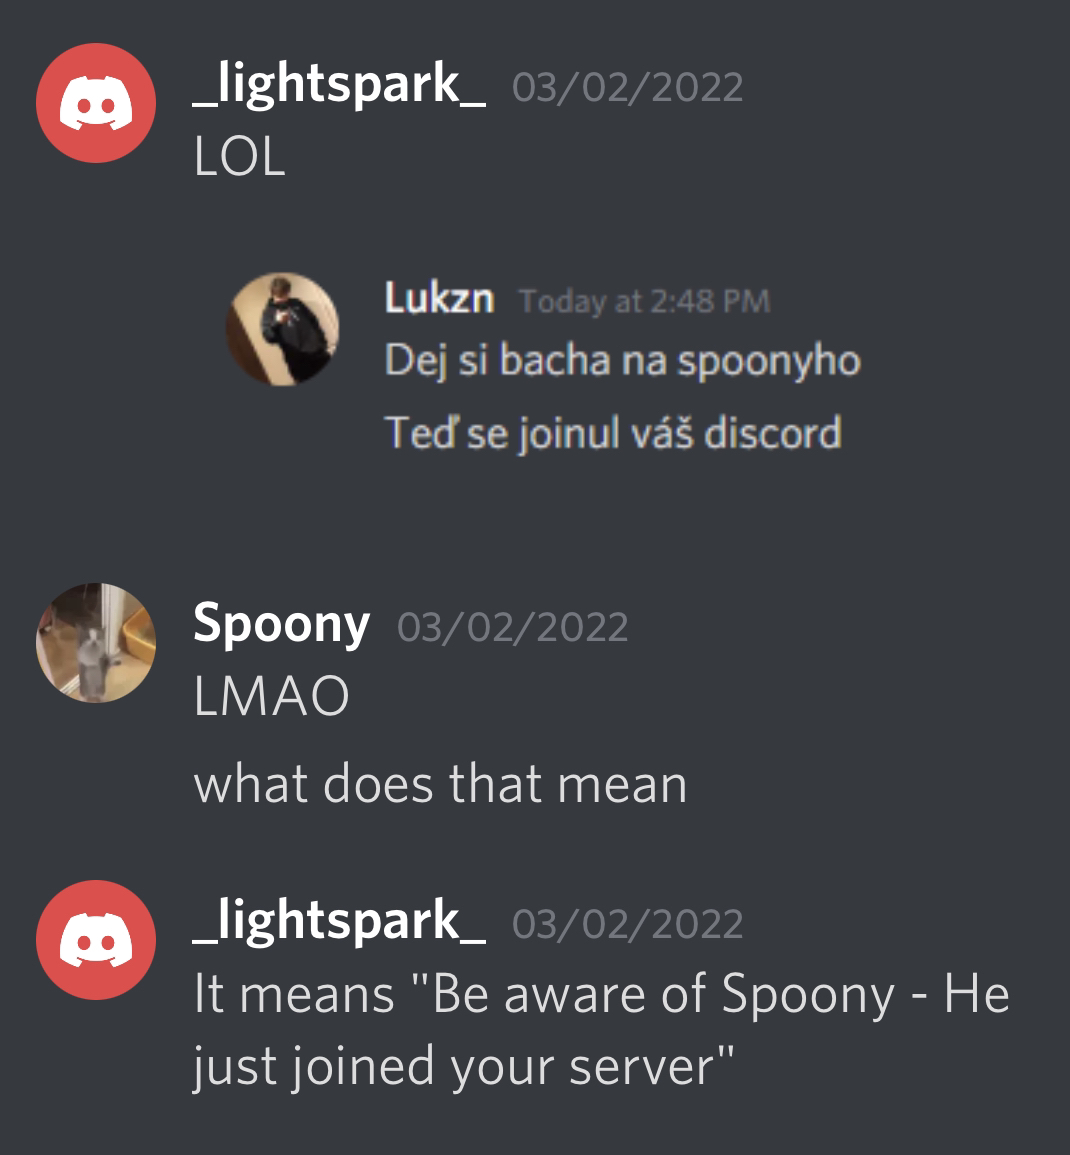 _lightspark_ 03/02/2022
LOL
Lukzn Today at 2:48 PM
Dej si bacha na spoonyho
Teď se joinul váš discord
Spoony 03/02/2022
LMAO
what does that mean
_lightspark_ 03/02/2022
It means "Be aware of Spoony - He
just joined your server"